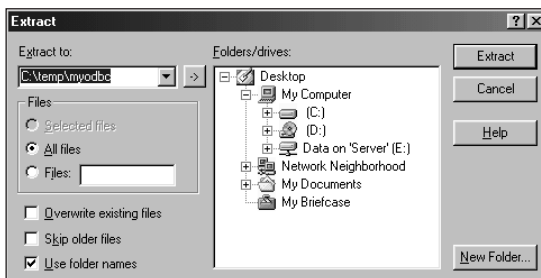 Extract
Extract to:
C:\temp\myodbc
->
Files
Selected files
All files
Files:
Overwrite existing files
Skip older files
Use folder names
Folders/drives:
Desktop
My Computer
(C:)
(D:)
Data on 'Server' (E:)
Network Neighborhood
My Documents
My Briefcase
Extract
Cancel
Help
New Folder...